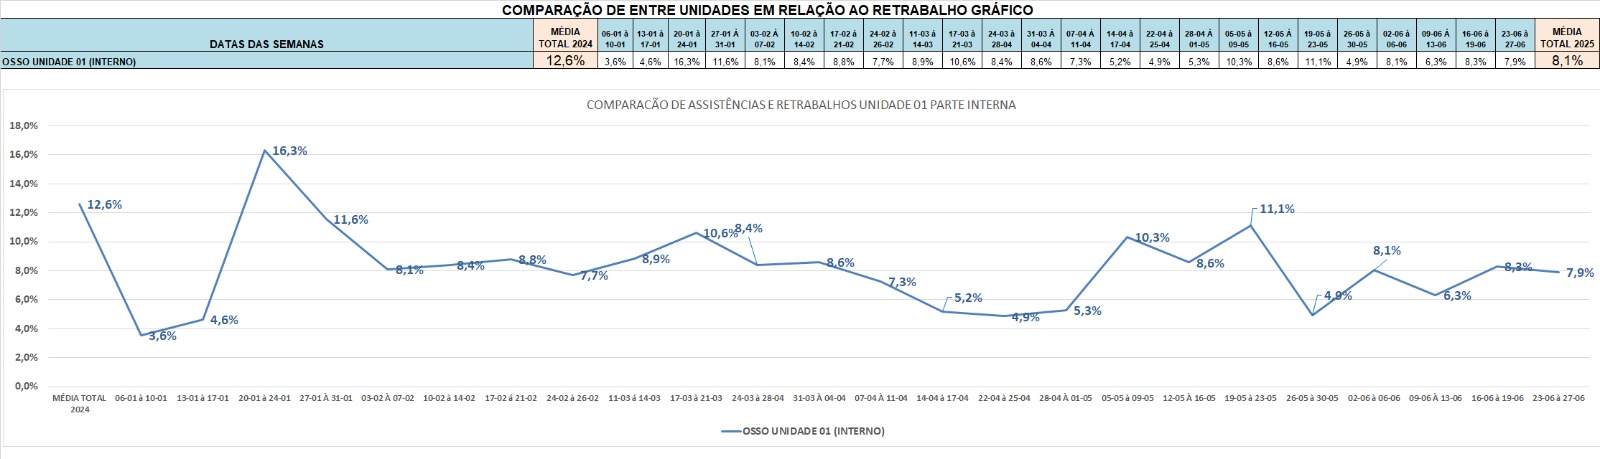 COMPARAÇÃO DE ENTRE UNIDADES EM RELAÇÃO AO RETRABALHO GRÁFICO
DATAS DAS SEMANAS MÉDIA TOTAL 2024 06-01 à 10-01 13-01 à 17-01 20-01 à 24-01 27-01 À 31-01 03-02 À 07-02 10-02 à 14-02 17-02 à 21-02 24-02 à 26-02 11-03 à 14-03 17-03 à 21-03 24-03 à 28-04 31-03 À 04-04 07-04 À 11-04 14-04 à 17-04 22-04 à 25-04 28-04 À 01-05 05-05 à 09-05 12-05 À 16-05 19-05 à 23-05 26-05 à 30-05 02-06 à 06-06 09-06 À 13-06 16-06 à 19-06 23-06 à 27-06 MÉDIA TOTAL 2025
OSSO UNIDADE 01 (INTERNO) 12,6% 3,6% 4,6% 16,3% 11,6% 8,1% 8,4% 8,8% 7,7% 8,9% 10,6% 8,4% 8,6% 7,3% 5,2% 4,9% 5,3% 10,3% 8,6% 11,1% 4,9% 8,1% 6,3% 8,3% 7,9% 8,1%
COMPARACÃO DE ASSISTÊNCIAS E RETRABALHOS UNIDADE 01 PARTE INTERNA
18,0%
16,0%
14,0%
12,0%
10,0%
8,0%
6,0%
4,0%
2,0%
0,0%
12,6% 3,6% 4,6% 16,3% 11,6% 8,1% 8,4% 8,8% 7,7% 8,9% 10,6% 8,4% 8,6% 7,3% 5,2% 4,9% 5,3% 10,3% 8,6% 11,1% 4,9% 8,1% 6,3% 8,3% 7,9%
MÉDIA TOTAL 2024 06-01 à 10-01 13-01 à 17-01 20-01 à 24-01 27-01 À 31-01 03-02 À 07-02 10-02 à 14-02 17-02 à 21-02 24-02 à 26-02 11-03 à 14-03 17-03 à 21-03 24-03 à 28-04 31-03 À 04-04 07-04 À 11-04 14-04 à 17-04 22-04 à 25-04 28-04 À 01-05 05-05 à 09-05 12-05 À 16-05 19-05 à 23-05 26-05 à 30-05 02-06 à 06-06 09-06 À 13-06 16-06 à 19-06 23-06 à 27-06
OSSO UNIDADE 01 (INTERNO)